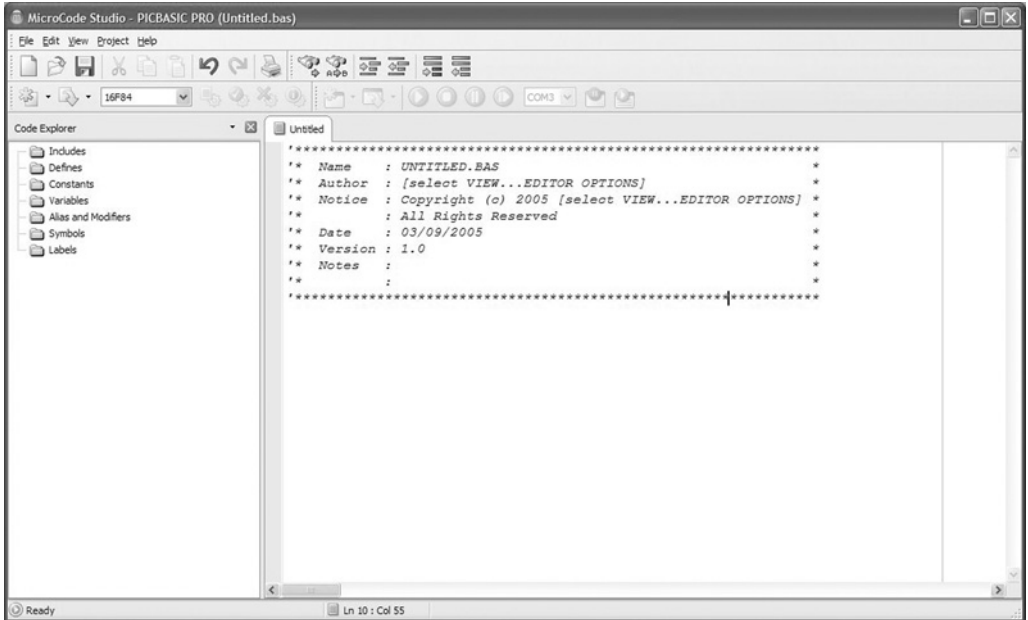 MicroCode Studio - PICBASIC PRO (Untitled.bas)
File Edit View Project Help
16F84
COM3
Code Explorer
Untitled
Includes
Defines
Constants
Variables
Alias and Modifiers
Symbols
Labels
'****************************************************************
'*  Name    : UNTITLED.BAS                                      *
'*  Author  : [select VIEW...EDITOR OPTIONS]                    *
'*  Notice  : Copyright (c) 2005 [select VIEW...EDITOR OPTIONS] *
'*          : All Rights Reserved                               *
'*  Date    : 03/09/2005                                        *
'*  Version : 1.0                                               *
'*  Notes   :                                                   *
'*          :                                                   *
'****************************************************************
Ready
Ln 10 : Col 55